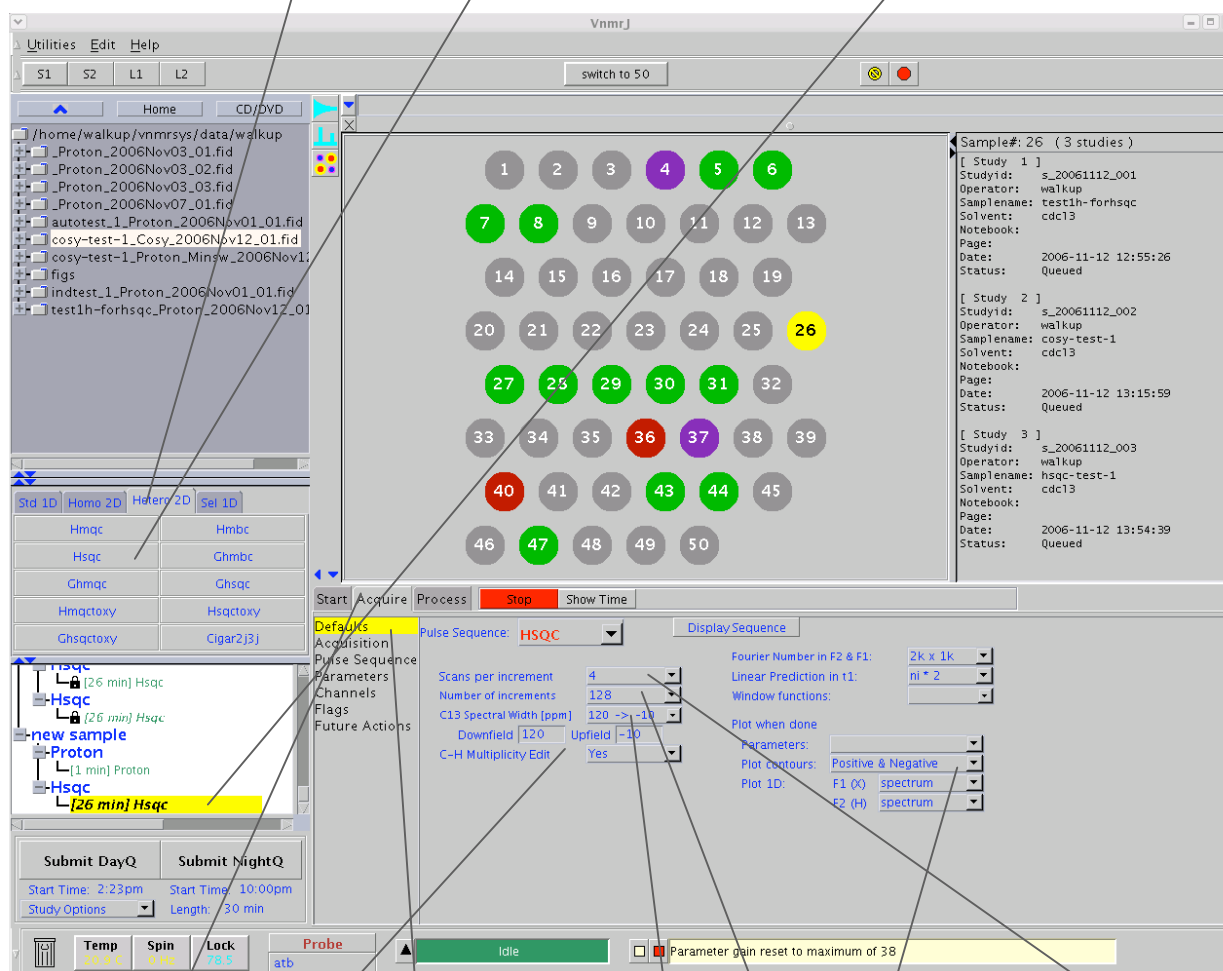 VnmrJ
Utilities Edit Help
S1 S2 L1 L2 switch to 50
Home CD/DVD
/home/walkup/vnmrsys/data/walkup
_Proton_2006Nov03_01.fid
_Proton_2006Nov03_02.fid
_Proton_2006Nov03_03.fid
_Proton_2006Nov07_01.fid
autotest_1_Proton_2006Nov01_01.fid
cosy-test-1_Cosy_2006Nov12_01.fid
cosy-test-1_Proton_Minsw_2006Nov12
figs
indtest_1_Proton_2006Nov01_01.fid
test1h-forhsqc_Proton_2006Nov12_01
Std 1D Homo 2D Hetero 2D Sel 1D
Hmqc Hmbc
Hsqc Ghmbc
Ghmqc Ghsqc
Hmqctoxy Hsqctoxy
Ghsqctoxy Cigar2j3j
Hsqc
[26 min] Hsqc
Hsqc
[26 min] Hsqc
new sample
Proton
[1 min] Proton
Hsqc
[26 min] Hsqc
Submit DayQ Submit NightQ
Start Time: 2:23pm Start Time: 10:00pm
Study Options Length: 30 min
1 2 3 4 5 6
7 8 9 10 11 12 13
14 15 16 17 18 19
20 21 22 23 24 25 26
27 28 29 30 31 32
33 34 35 36 37 38 39
40 41 42 43 44 45
46 47 48 49 50
Sample#: 26 ( 3 studies )
[ Study 1 ]
Studyid: s_20061112_001
Operator: walkup
Samplename: test1h-forhsqc
Solvent: cdcl3
Notebook:
Page:
Date: 2006-11-12 12:55:26
Status: Queued
[ Study 2 ]
Studyid: s_20061112_002
Operator: walkup
Samplename: cosy-test-1
Solvent: cdcl3
Notebook:
Page:
Date: 2006-11-12 13:15:59
Status: Queued
[ Study 3 ]
Studyid: s_20061112_003
Operator: walkup
Samplename: hsqc-test-1
Solvent: cdcl3
Notebook:
Page:
Date: 2006-11-12 13:54:39
Status: Queued
Start Acquire Process Stop Show Time
Defaults
Acquisition
Pulse Sequence
Parameters
Channels
Flags
Future Actions
Pulse Sequence: HSQC Display Sequence
Scans per increment 4
Number of increments 128
C13 Spectral Width [ppm] 120 -> -10
Downfield 120 Upfield -10
C-H Multiplicity Edit Yes
Fourier Number in F2 & F1: 2k x 1k
Linear Prediction in t1: ni * 2
Window functions:
Plot when done
Parameters:
Plot contours: Positive & Negative
Plot 1D: F1 (X) spectrum
F2 (H) spectrum
Temp Spin Lock Probe
20.9 C 0 Hz 78.5 atb
Idle Parameter gain reset to maximum of 38